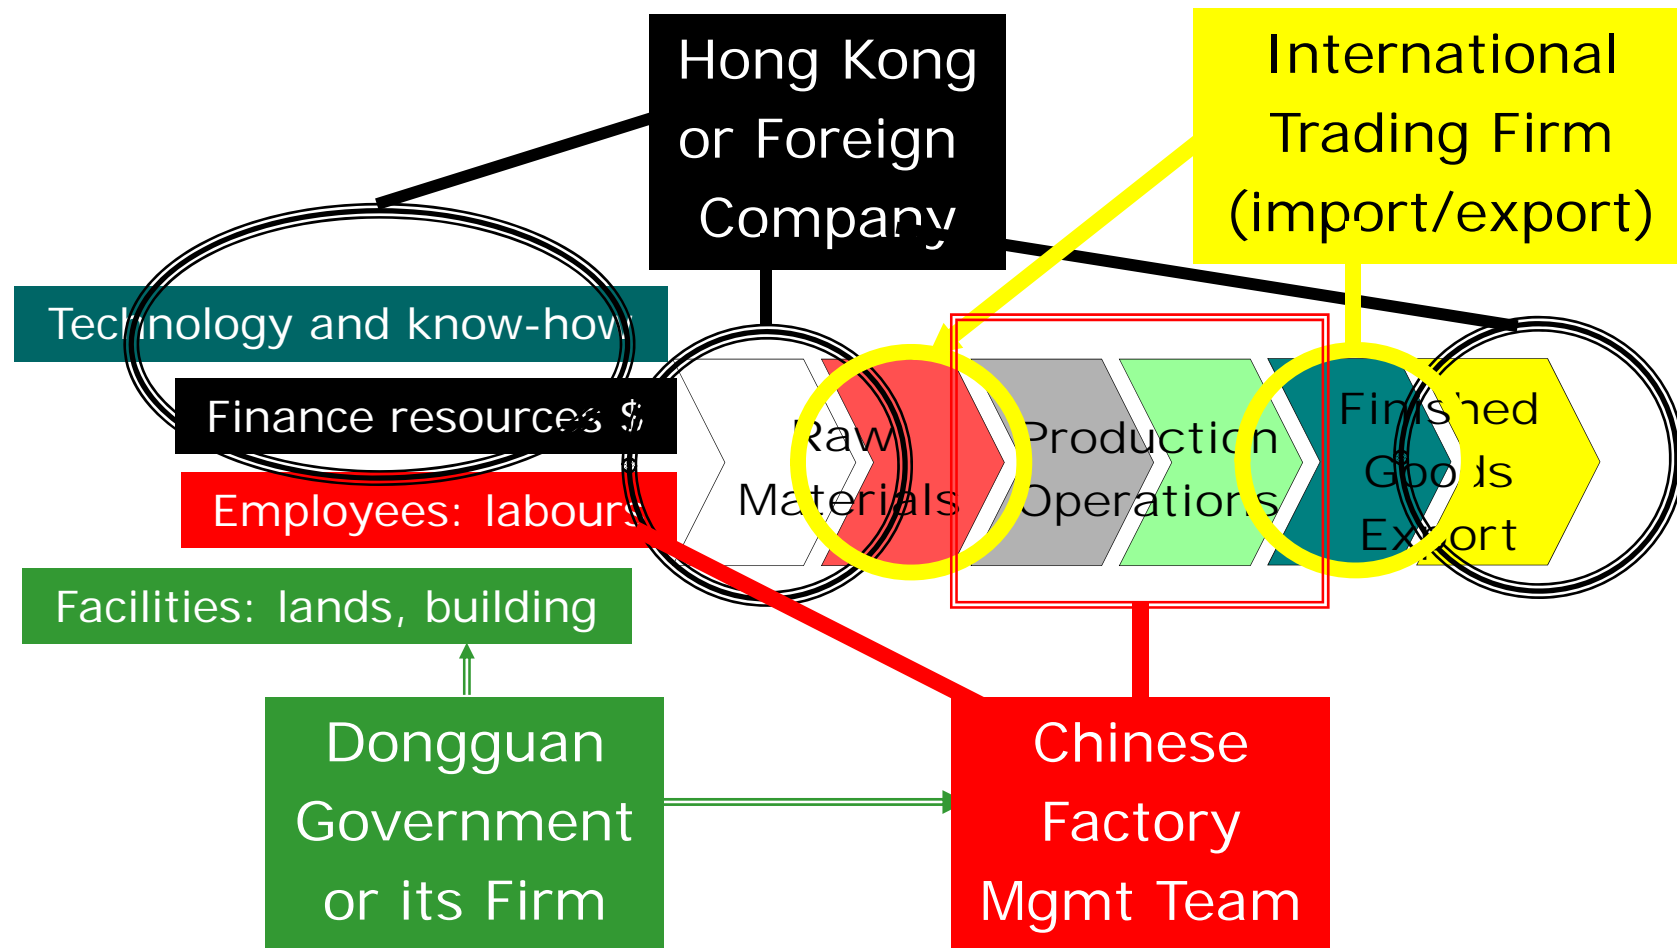 Hong Kong
or Foreign
Company
International
Trading Firm
(import/export)
Technology and know-how
Finance resources $
Employees: labours
Facilities: lands, building
Raw
Materials
Production
Operations
Finished
Goods
Export
Dongguan
Government
or its Firm
Chinese
Factory
Mgmt Team